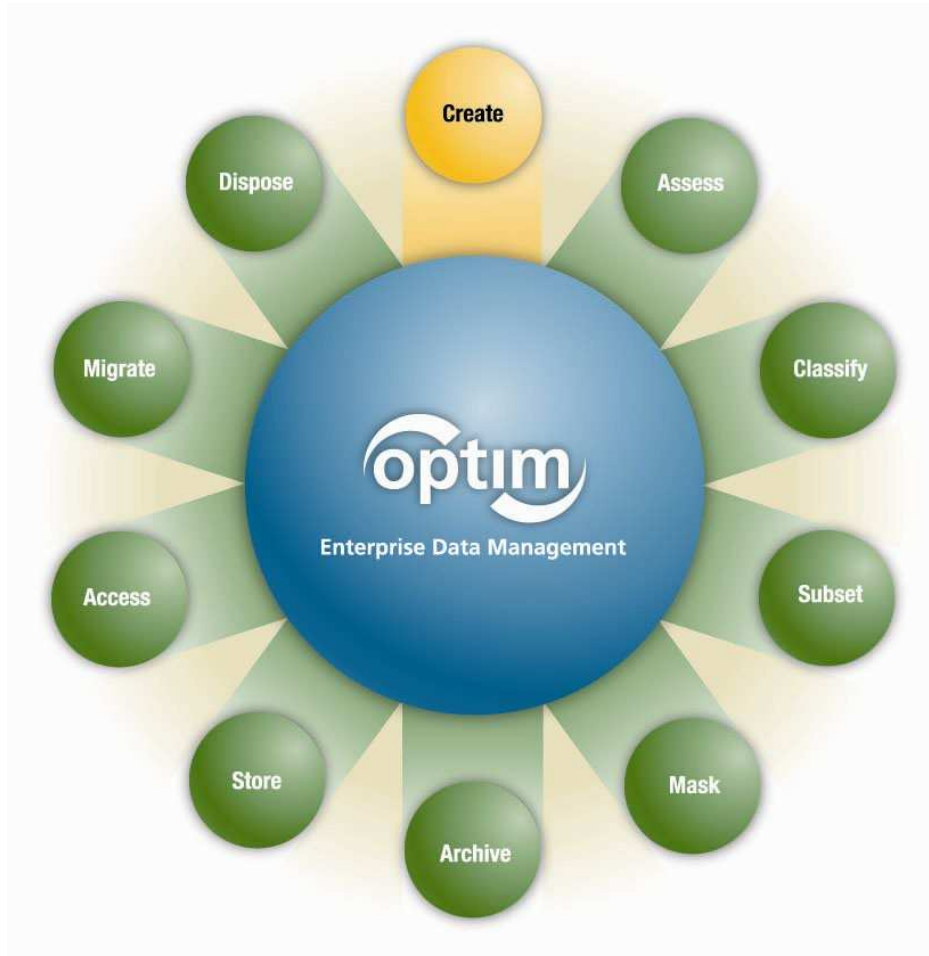 Create
Assess
Classify
Subset
Mask
Archive
Store
Access
Migrate
Dispose
optim
Enterprise Data Management